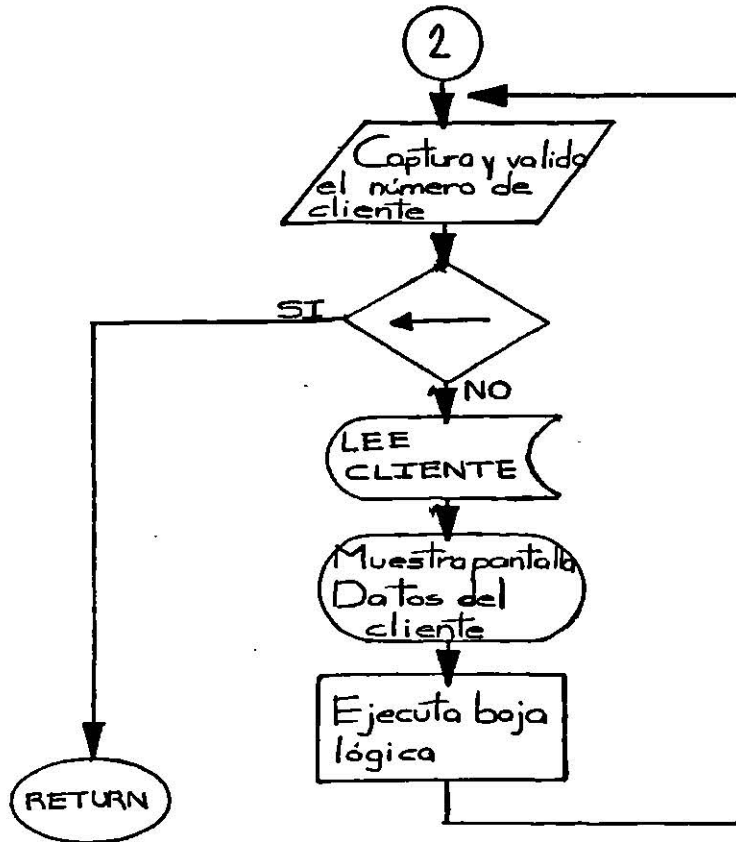 2
Captura y valida
el número de
cliente
SI
NO
LEE
CLIENTE
Muestra pantalla
Datos del
cliente
Ejecuta baja
lógica
RETURN